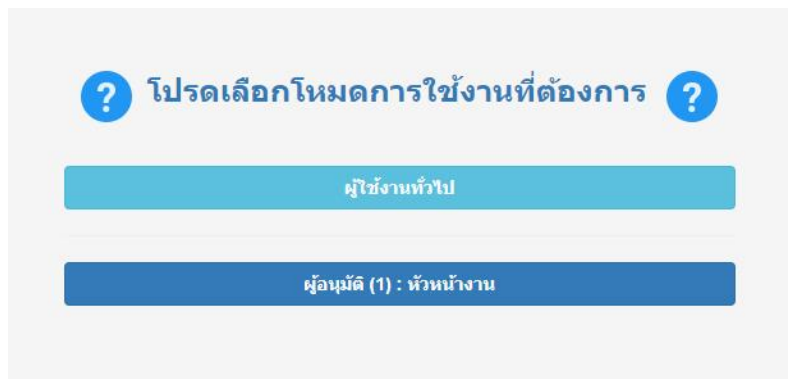 ? โปรดเลือกโหมดการใช้งานที่ต้องการ ?
ผู้ใช้งานทั่วไป
ผู้อนุมัติ (1) : หัวหน้างาน